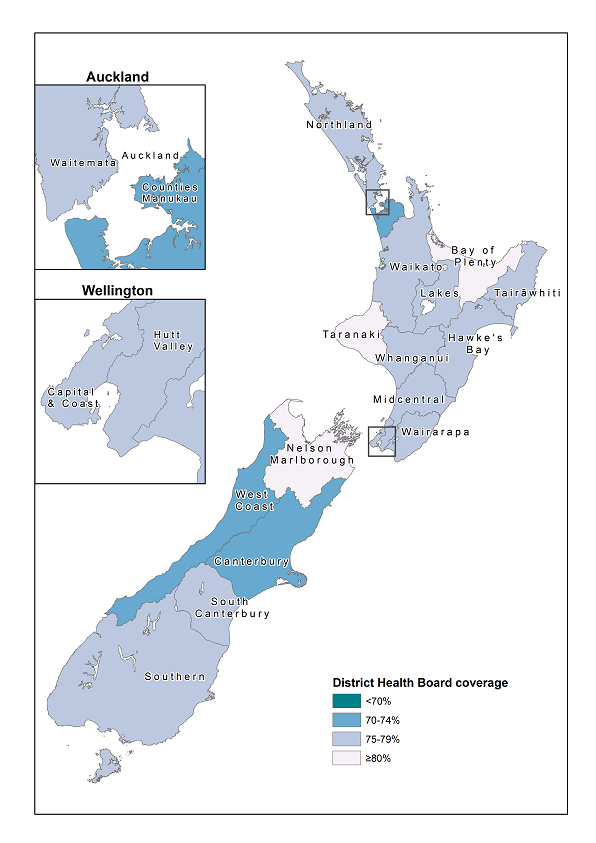 Auckland
Waitemata
Auckland
Counties
Manukau
Wellington
Hutt
Valley
Capital
& Coast
Northland
Bay of
Plenty
Waikato
Lakes
Tairāwhiti
Taranaki
Hawke's
Bay
Whanganui
Midcentral
Wairarapa
Nelson
Marlborough
West
Coast
Canterbury
South
Canterbury
Southern
District Health Board coverage
<70%
70-74%
75-79%
≥80%